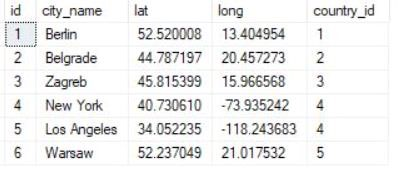 id city_name lat long country_id
1 Berlin 52.520008 13.404954 1
2 Belgrade 44.787197 20.457273 2
3 Zagreb 45.815399 15.966568 3
4 New York 40.730610 -73.935242 4
5 Los Angeles 34.052235 -118.243683 4
6 Warsaw 52.237049 21.017532 5